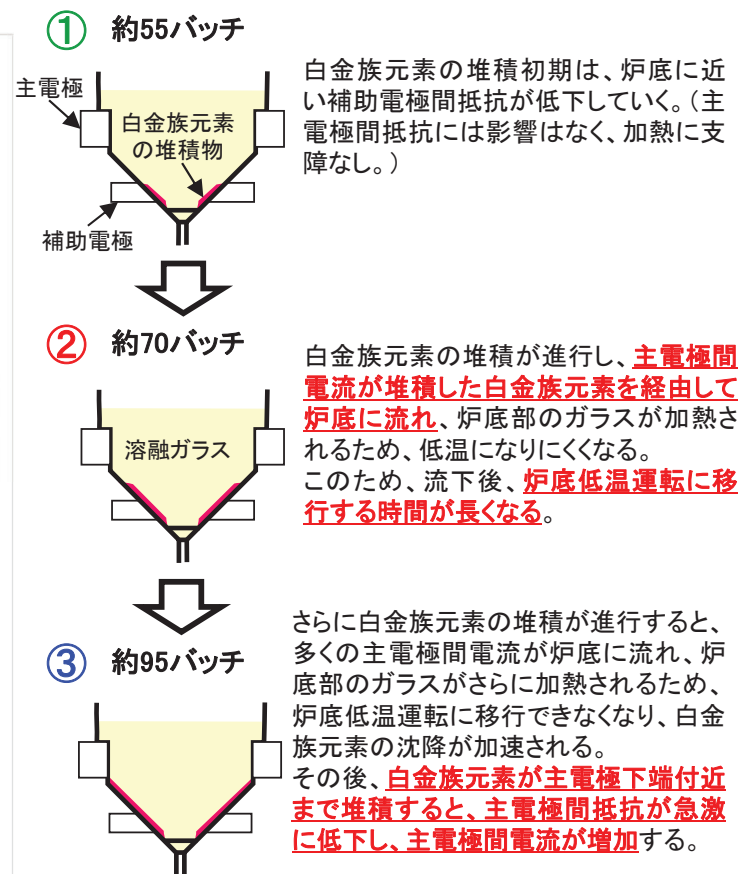 ① 約55バッチ
主電極
白金族元素
の堆積物
補助電極
白金族元素の堆積初期は、炉底に近
い補助電極間抵抗が低下していく。(主
電極間抵抗には影響はなく、加熱に支
障なし。)
② 約70バッチ
溶融ガラス
白金族元素の堆積が進行し、主電極間
電流が堆積した白金族元素を経由して
炉底に流れ、炉底部のガラスが加熱さ
れるため、低温になりにくくなる。
このため、流下後、炉底低温運転に移
行する時間が長くなる。
③ 約95バッチ
さらに白金族元素の堆積が進行すると、
多くの主電極間電流が炉底に流れ、炉
底部のガラスがさらに加熱されるため、
炉底低温運転に移行できなくなり、白金
族元素の沈降が加速される。
その後、白金族元素が主電極下端付近
まで堆積すると、主電極間抵抗が急激
に低下し、主電極間電流が増加する。